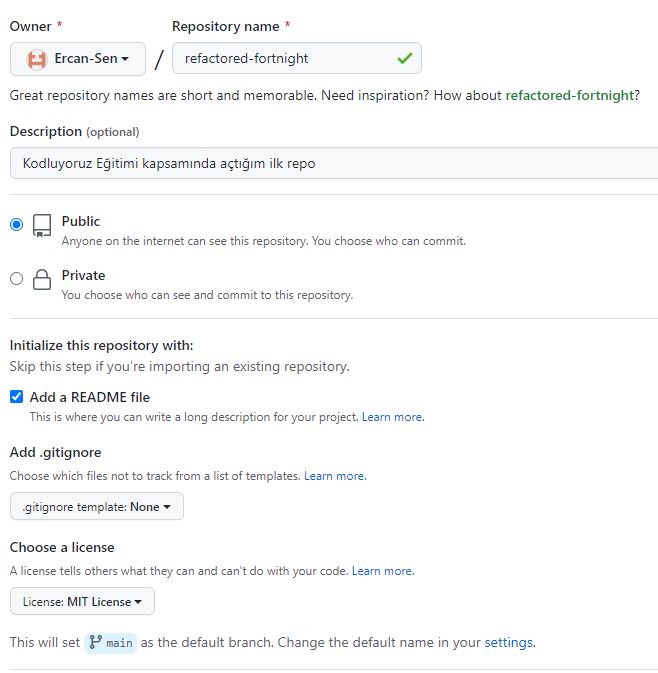 Owner * Repository name *
Ercan-Sen / refactored-fortnight
Great repository names are short and memorable. Need inspiration? How about refactored-fortnight?
Description (optional)
Kodluyoruz Eğitimi kapsamında açtığım ilk repo
Public
Anyone on the internet can see this repository. You choose who can commit.
Private
You choose who can see and commit to this repository.
Initialize this repository with:
Skip this step if you’re importing an existing repository.
Add a README file
This is where you can write a long description for your project. Learn more.
Add .gitignore
Choose which files not to track from a list of templates. Learn more.
.gitignore template: None
Choose a license
A license tells others what they can and can't do with your code. Learn more.
License: MIT License
This will set main as the default branch. Change the default name in your settings.